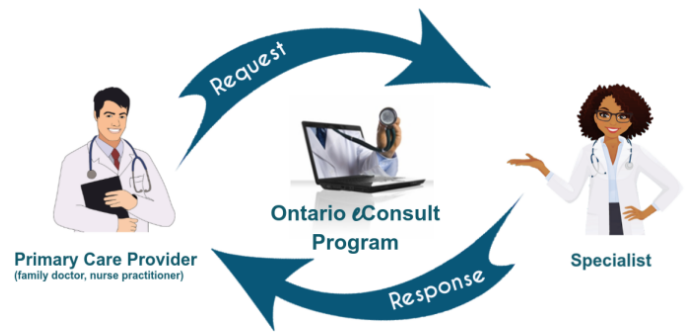 Request
Ontario eConsult
Program
Primary Care Provider
(family doctor, nurse practitioner)
Specialist
Response